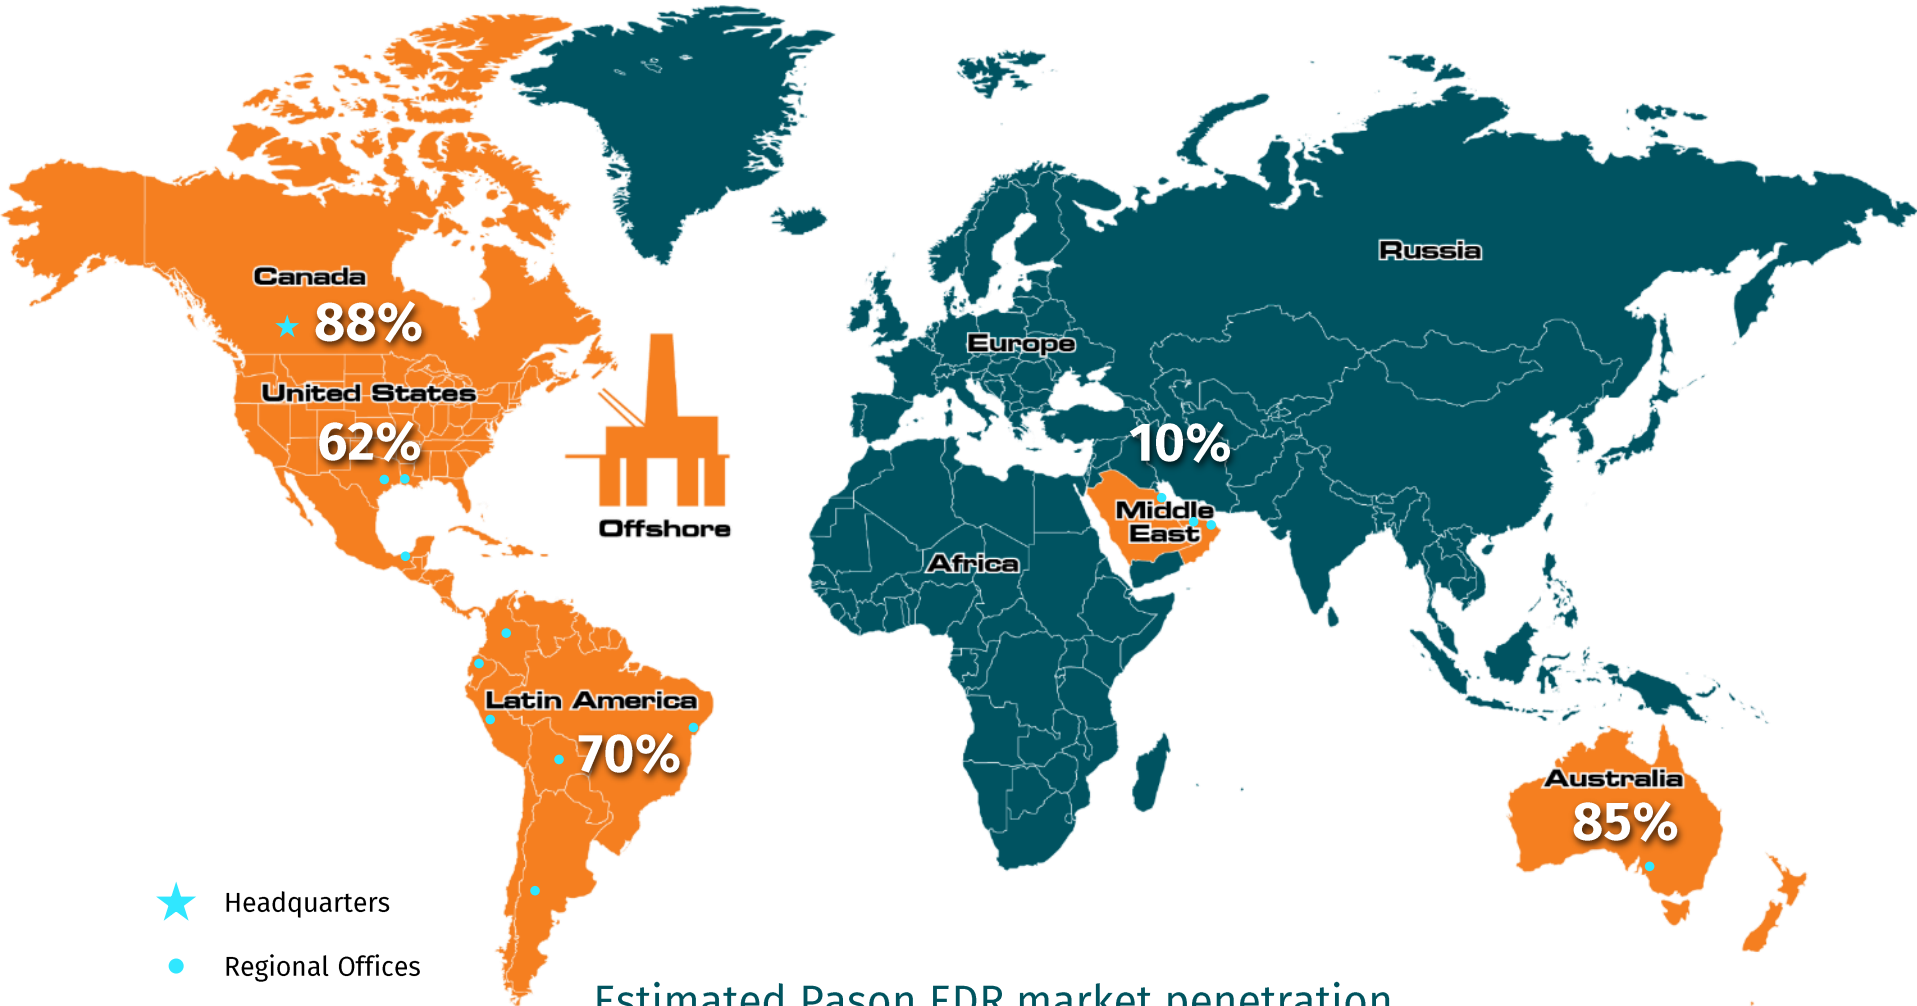 Canada
88%
United States
62%
Offshore
Latin America
70%
Russia
Europe
10%
Middle
East
Africa
Australia
85%
Headquarters
Regional Offices
Estimated Pason EDR market penetration